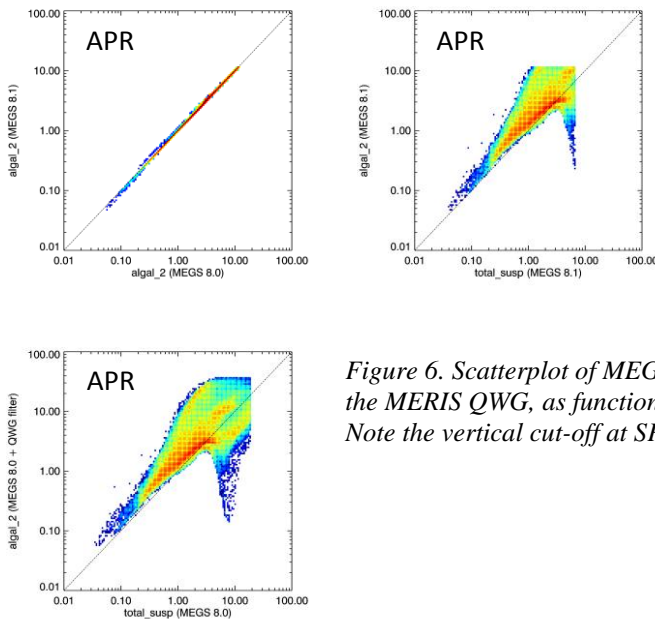 100.00
APR
10.00
1.00
0.10
0.01
algal_2 (MEGS 8.1)
0.01 0.10 1.00 10.00 100.00
algal_2 (MEGS 8.0)
100.00
APR
10.00
1.00
0.10
0.01
algal_2 (MEGS 8.1)
0.01 0.10 1.00 10.00 100.00
total_susp (MEGS 8.1)
100.00
APR
10.00
1.00
0.10
0.01
algal_2 (MEGS 8.0 + QWG filter)
0.01 0.10 1.00 10.00 100.00
total_susp (MEGS 8.0)
Figure 6. Scatterplot of MEG
the MERIS QWG, as function
Note the vertical cut-off at SP